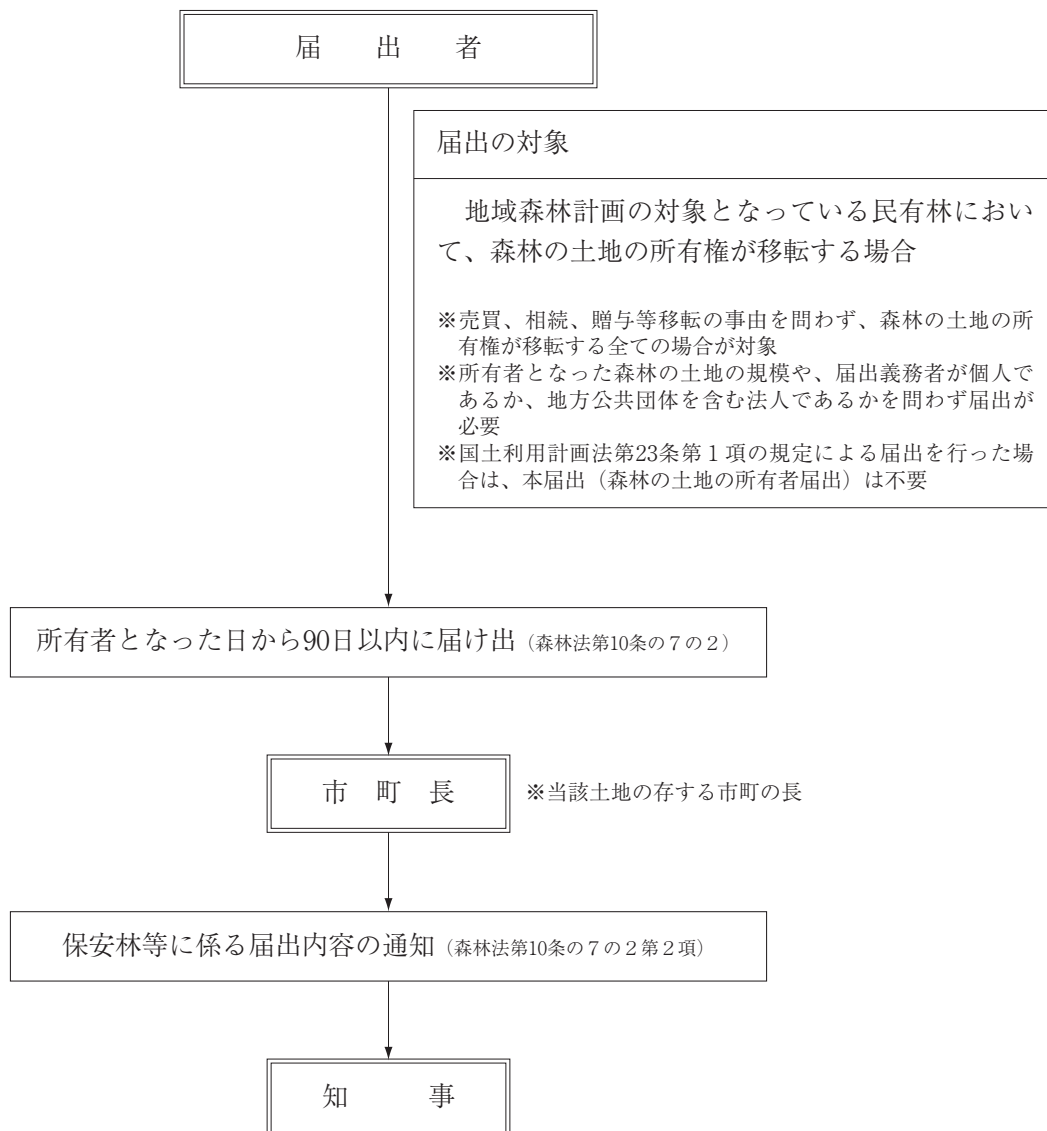 届　出　者
届出の対象
　地域森林計画の対象となっている民有林におい
て、森林の土地の所有権が移転する場合
※売買、相続、贈与等移転の事由を問わず、森林の土地の所
有権が移転する全ての場合が対象
※所有者となった森林の土地の規模や、届出義務者が個人で
あるか、地方公共団体を含む法人であるかを問わず届出が
必要
※国土利用計画法第23条第１項の規定による届出を行った場
合は、本届出（森林の土地の所有者届出）は不要
所有者となった日から90日以内に届け出（森林法第10条の７の２）
市　町　長
※当該土地の存する市町の長
保安林等に係る届出内容の通知（森林法第10条の７の２第２項）
知　　事